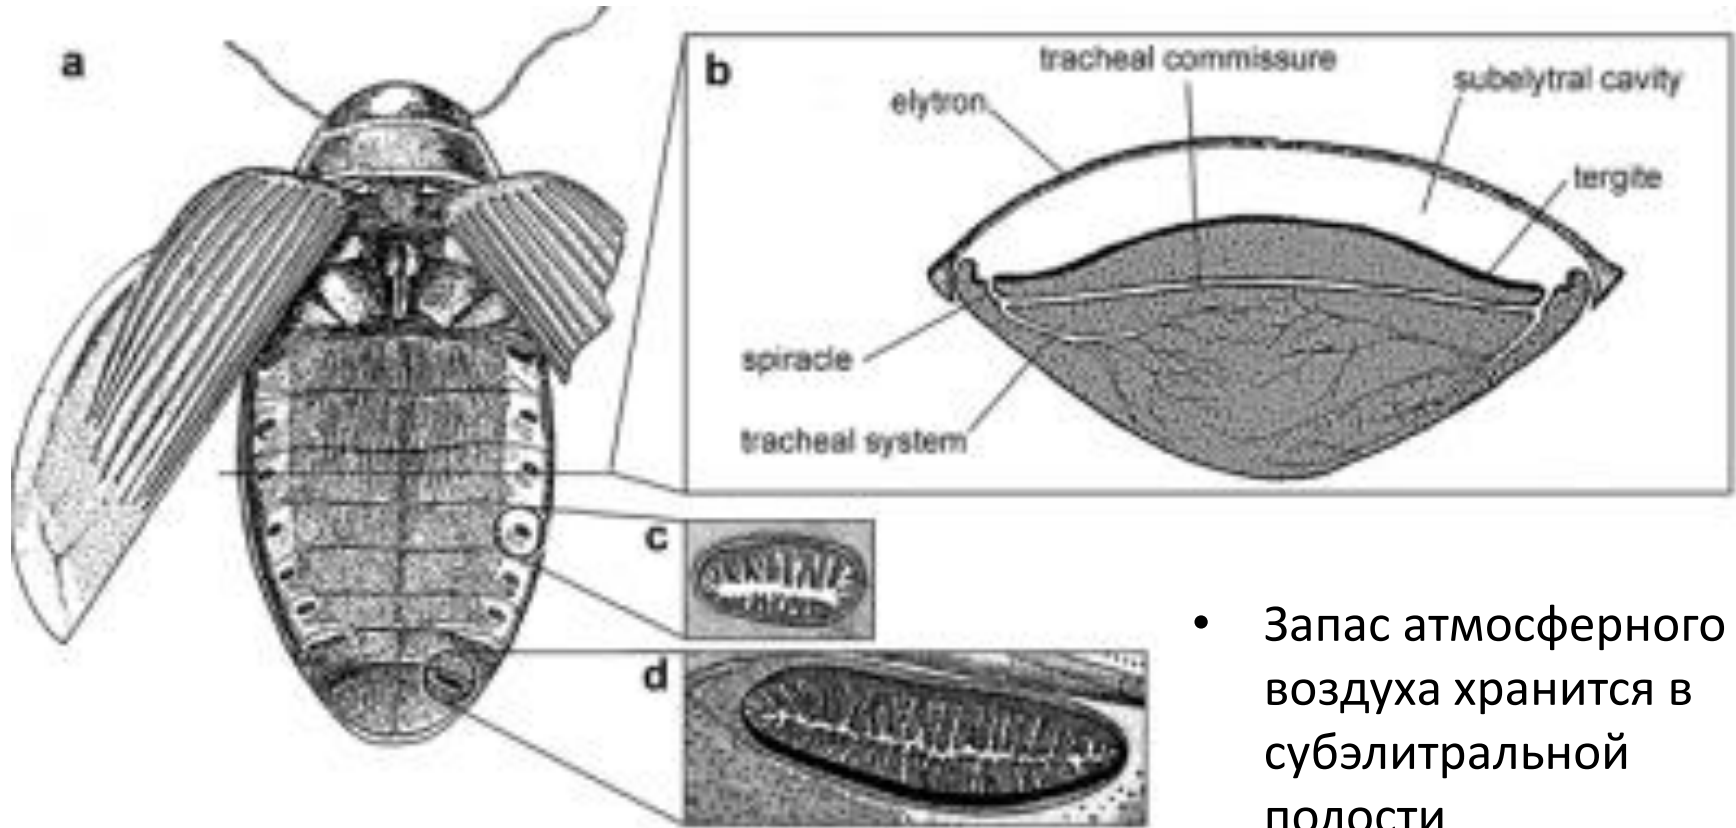 a
b
tracheal commissure
subelytral cavity
elytron
tergite
spiracle
tracheal system
c
d
• Запас атмосферного
воздуха хранится в
субэлитральной
полости